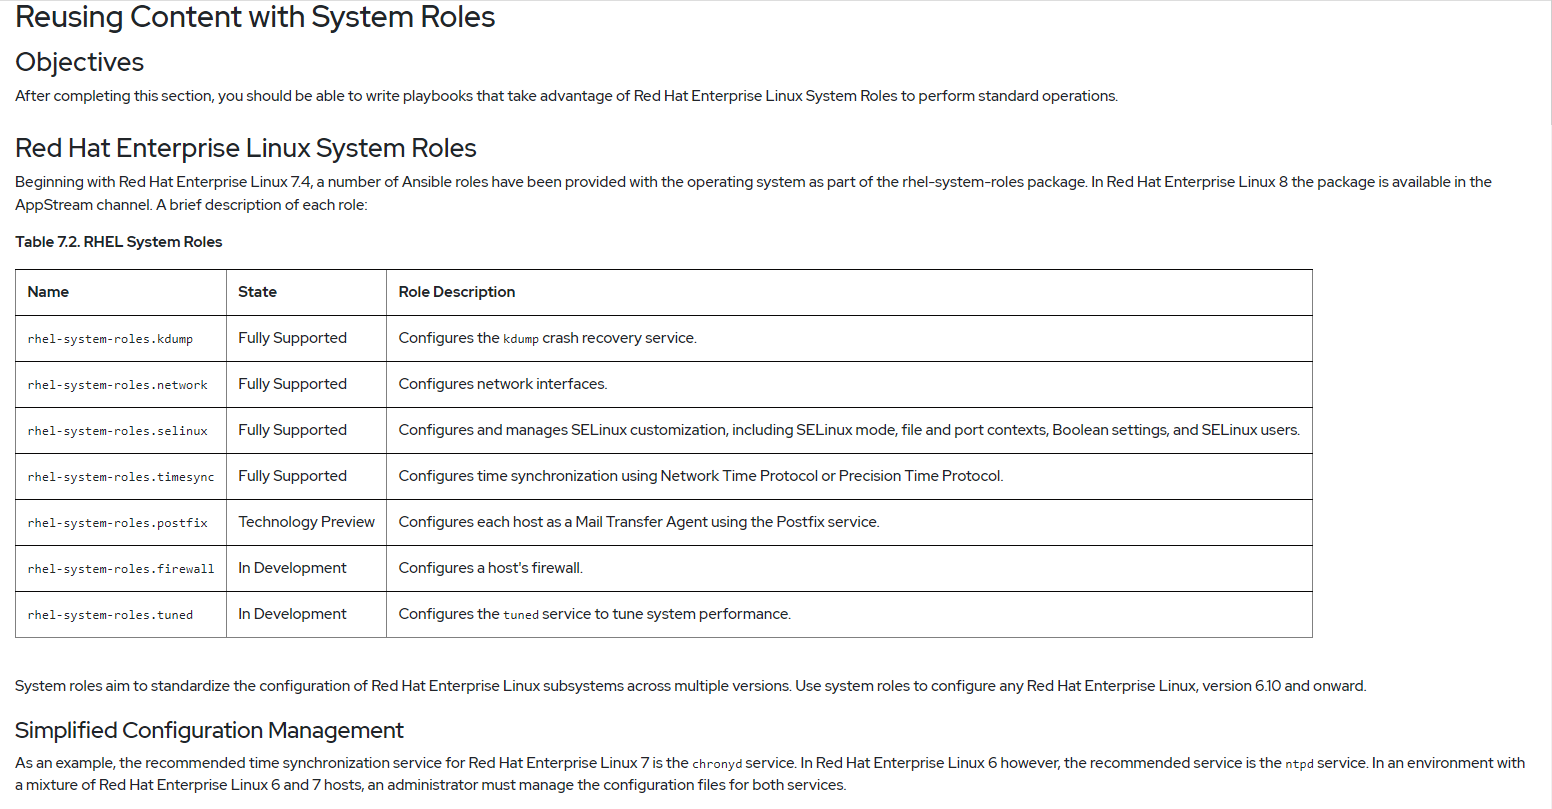 Reusing Content with System Roles
Objectives
After completing this section, you should be able to write playbooks that take advantage of Red Hat Enterprise Linux System Roles to perform standard operations.
Red Hat Enterprise Linux System Roles
Beginning with Red Hat Enterprise Linux 7.4, a number of Ansible roles have been provided with the operating system as part of the rhel-system-roles package. In Red Hat Enterprise Linux 8 the package is available in the
AppStream channel. A brief description of each role:
Table 7.2. RHEL System Roles
Name State Role Description
rhel-system-roles.kdump Fully Supported Configures the kdump crash recovery service.
rhel-system-roles.network Fully Supported Configures network interfaces.
rhel-system-roles.selinux Fully Supported Configures and manages SELinux customization, including SELinux mode, file and port contexts, Boolean settings, and SELinux users.
rhel-system-roles.timesync Fully Supported Configures time synchronization using Network Time Protocol or Precision Time Protocol.
rhel-system-roles.postfix Technology Preview Configures each host as a Mail Transfer Agent using the Postfix service.
rhel-system-roles.firewall In Development Configures a host's firewall.
rhel-system-roles.tuned In Development Configures the tuned service to tune system performance.
System roles aim to standardize the configuration of Red Hat Enterprise Linux subsystems across multiple versions. Use system roles to configure any Red Hat Enterprise Linux, version 6.10 and onward.
Simplified Configuration Management
As an example, the recommended time synchronization service for Red Hat Enterprise Linux 7 is the chronyd service. In Red Hat Enterprise Linux 6 however, the recommended service is the ntpd service. In an environment with
a mixture of Red Hat Enterprise Linux 6 and 7 hosts, an administrator must manage the configuration files for both services.